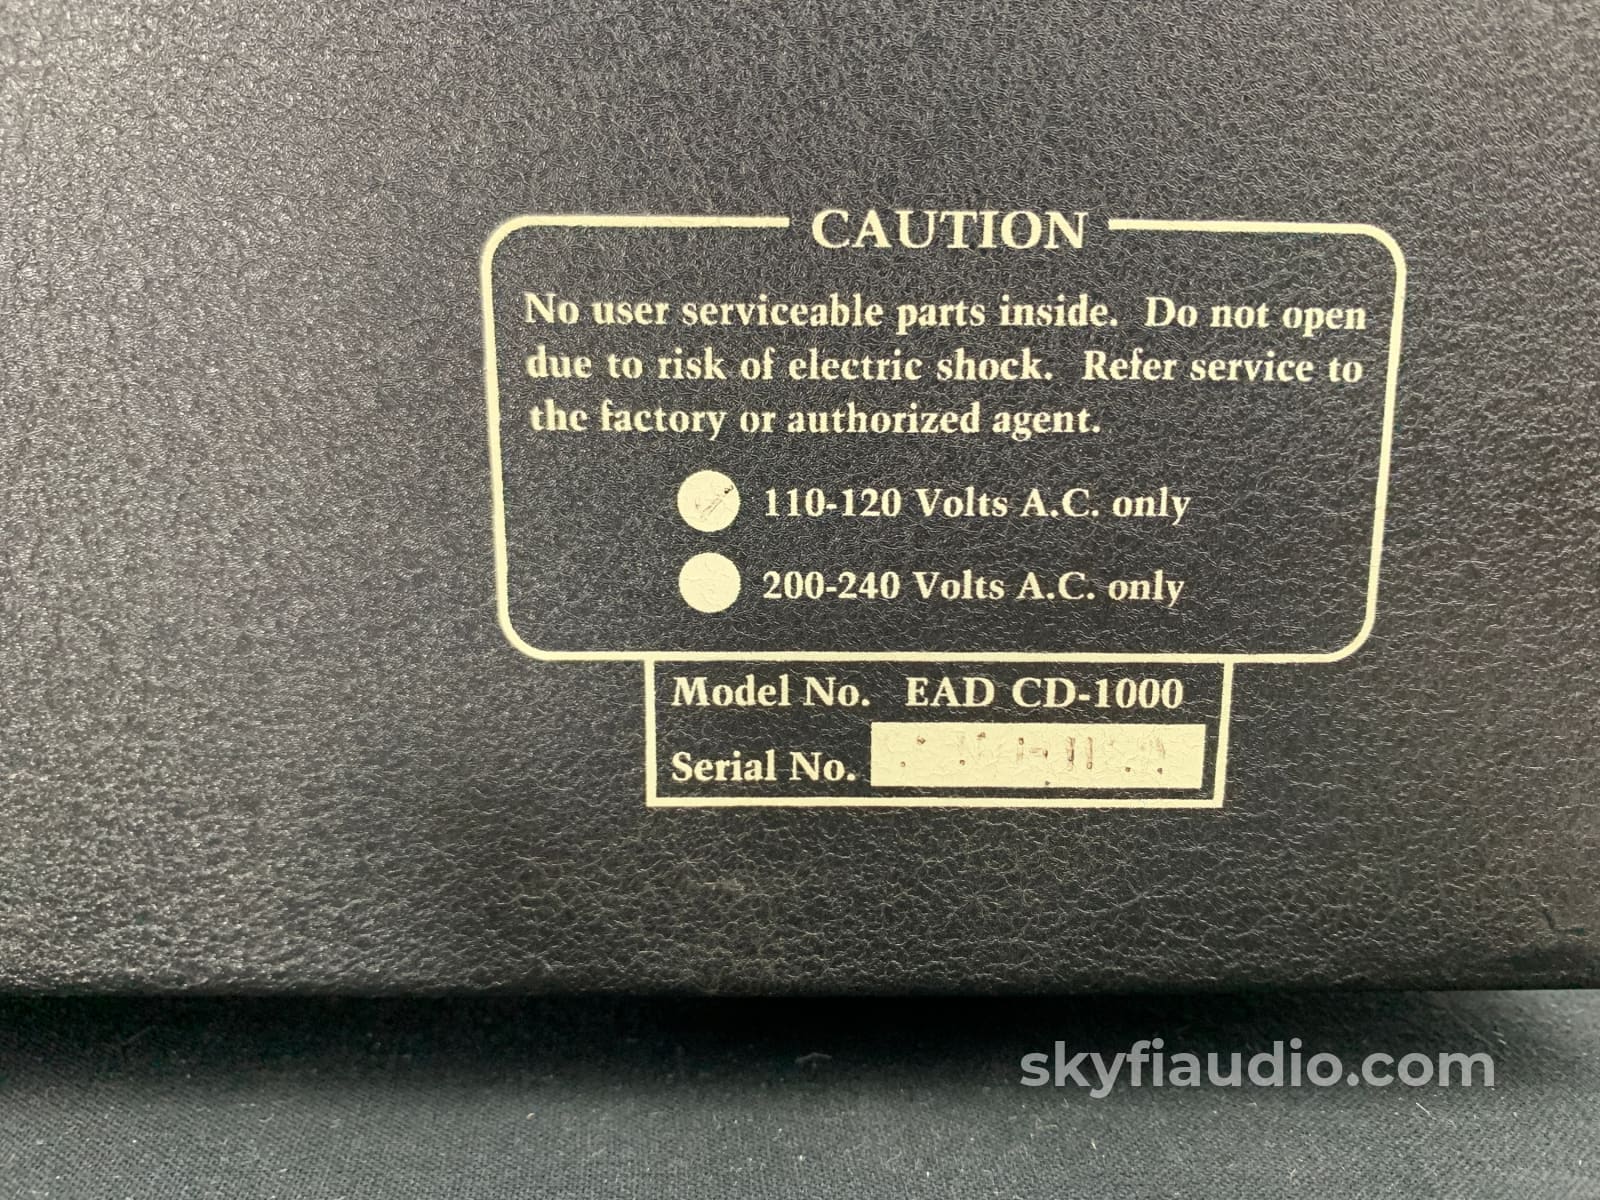 CAUTION
No user serviceable parts inside. Do not open
due to risk of electric shock. Refer service to
the factory or authorized agent.
110-120 Volts A.C. only
200-240 Volts A.C. only
Model No. EAD CD-1000
Serial No.
skyfiaudio.com